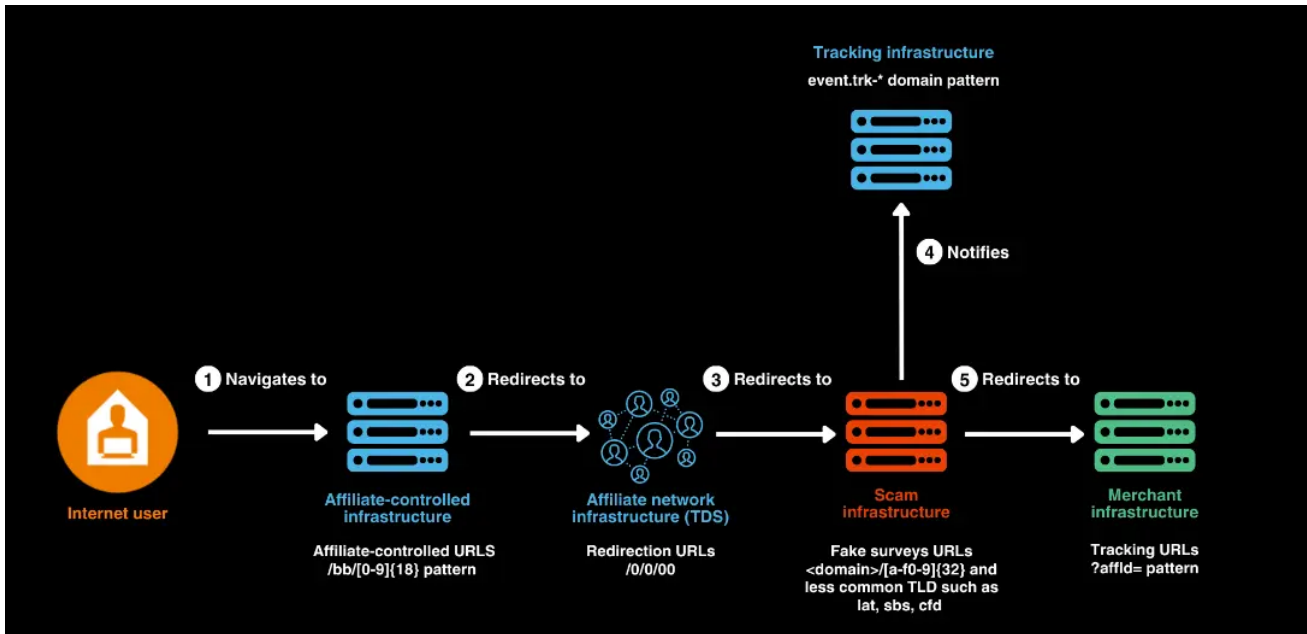 Tracking infrastructure
event.trk-* domain pattern
4 Notifies
1 Navigates to
2 Redirects to
3 Redirects to
5 Redirects to
Internet user
Affiliate-controlled
infrastructure
Affiliate-controlled URLS
/bb/[0-9]{18} pattern
Affiliate network
infrastructure (TDS)
Redirection URLs
/0/0/00
Scam
infrastructure
Fake surveys URLs
<domain>/[a-f0-9]{32} and
less common TLD such as
lat, sbs, cfd
Merchant
infrastructure
Tracking URLs
?affId= pattern